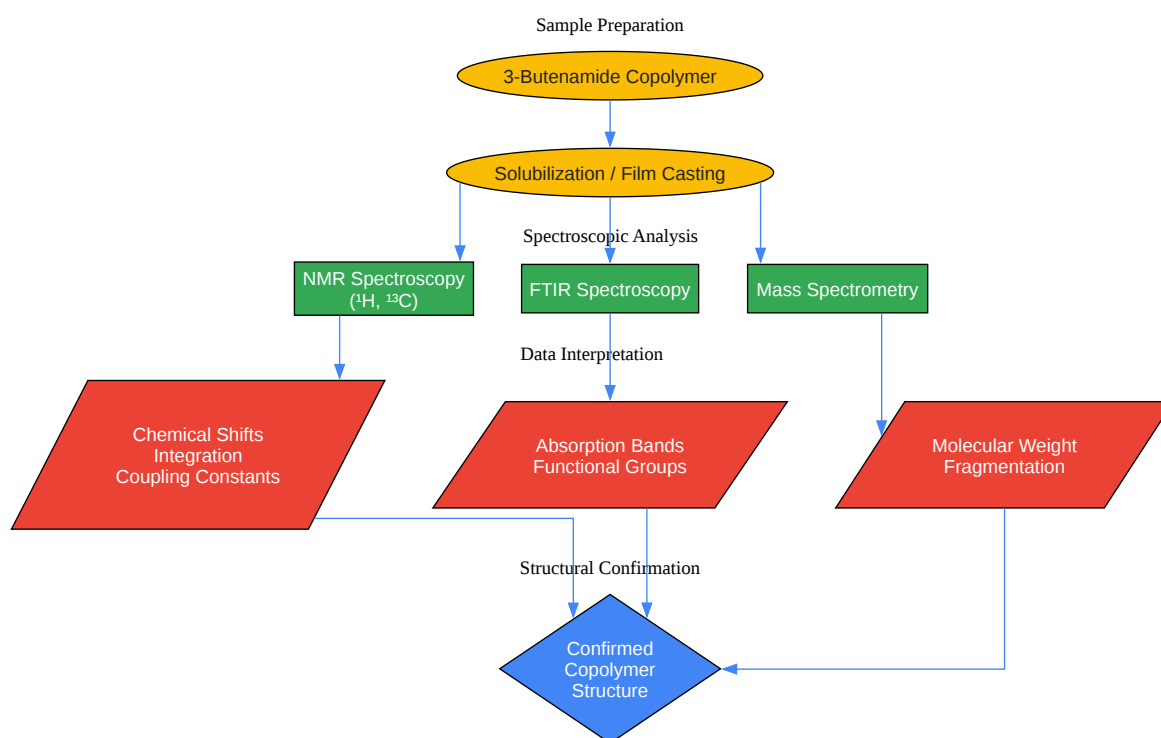 Sample Preparation
3-Butenamide Copolymer
Solubilization / Film Casting
Spectroscopic Analysis
NMR Spectroscopy
(¹H, ¹³C)
FTIR Spectroscopy
Mass Spectrometry
Data Interpretation
Chemical Shifts
Integration
Coupling Constants
Absorption Bands
Functional Groups
Molecular Weight
Fragmentation
Structural Confirmation
Confirmed
Copolymer
Structure